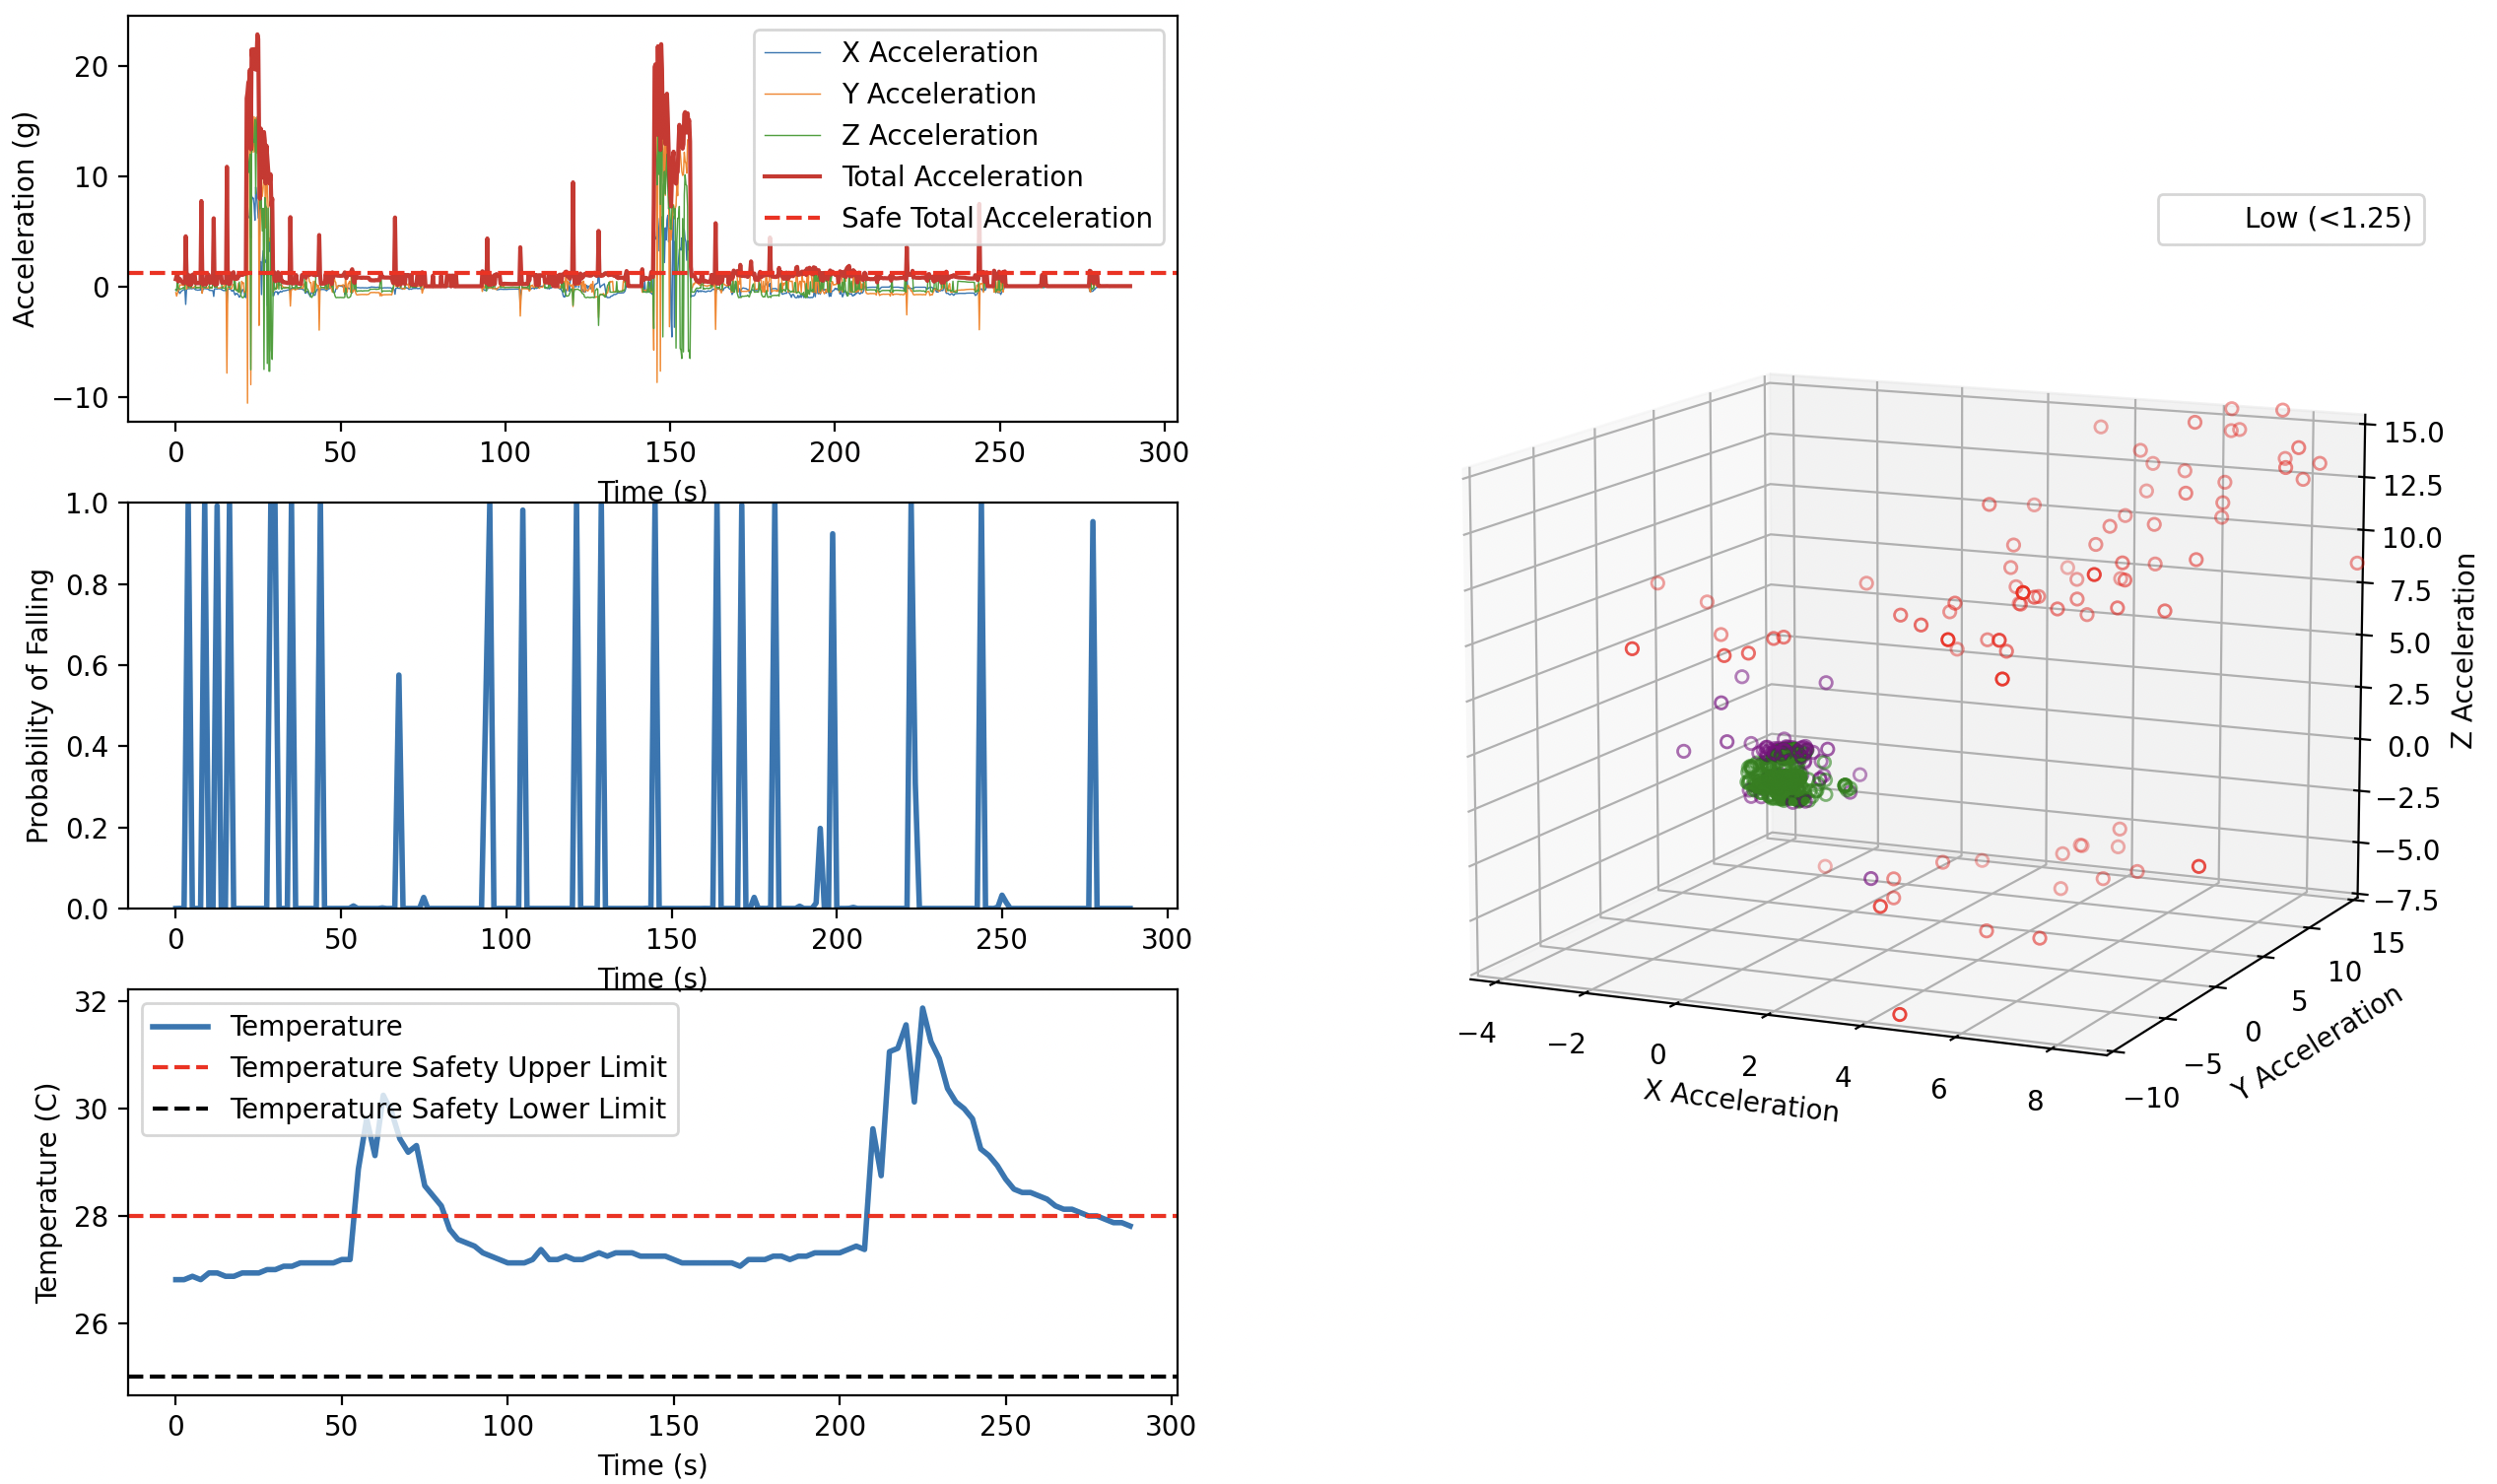 Acceleration (g)
20
10
0
−10
X Acceleration
Y Acceleration
Z Acceleration
Total Acceleration
Safe Total Acceleration
0 50 100 150 200 250 300
Time (s)
Probability of Falling
1.0
0.8
0.6
0.4
0.2
0.0
0 50 100 150 200 250 300
Time (s)
Temperature (C)
32
30
28
26
Temperature
Temperature Safety Upper Limit
Temperature Safety Lower Limit
0 50 100 150 200 250 300
Time (s)
Low (<1.25)
15.0
12.5
10.0
7.5
5.0
2.5
0.0
−2.5
−5.0
−7.5
Z Acceleration
−4 −2 0 2 4 6 8
X Acceleration
−10 −5 0 5 10 15
Y Acceleration